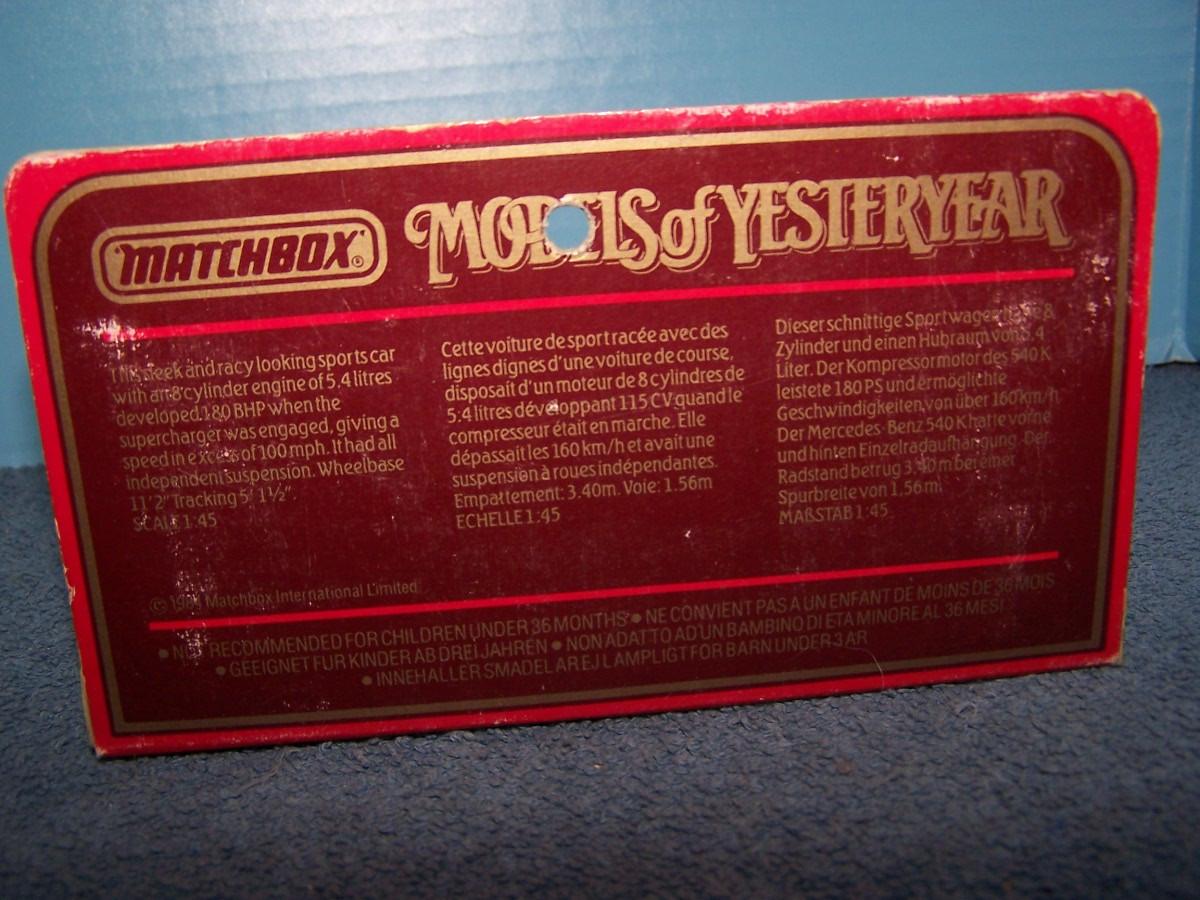 MATCHBOX®
MODELS of YESTERYEAR
This sleek and racy looking sports car
with an 8 cylinder engine of 5,4 litres
developed 180 BHP when the
supercharger was engaged, giving a
speed in excess of 100 mph. It had all
independent suspension. Wheelbase
11'2" Tracking 5' 1½".
SCALE 1:45
Cette voiture de sport racée avec des
lignes dignes d'une voiture de course,
disposait d'un moteur de 8 cylindres de
5:4 litres développant 115 CV quand le
compresseur était en marche. Elle
dépassait les 160 km/h et avait une
suspension à roues indépendantes.
Empattement: 3.40m. Voie: 1.56m
ECHELLE 1:45
Dieser schnittige Sportwagen hatte 8
Zylinder und einen Hubraum von 5,4
Liter. Der Kompressormotor des 540 K
leistete 180 PS und ermöglichte
Geschwindigkeiten von über 160 km/h.
Der Mercedes-Benz 540 K hatte vorne
und hinten Einzelradaufhängung. Der
Radstand betrug 3,40 m bei einer
Spurbreite von 1.56m.
MAßSTAB 1:45
© Matchbox International Limited
• NOT RECOMMENDED FOR CHILDREN UNDER 36 MONTHS • NE CONVIENT PAS A UN ENFANT DE MOINS DE 36 MOIS
• GEEIGNET FUR KINDER AB DREI JAHREN • NON ADATTO AD'UN BAMBINO DI ETA MINORE AL 36 MESI
• INNEHALLER SMADELAR EJ LAMPLIGT FOR BARN UNDER 3 AR